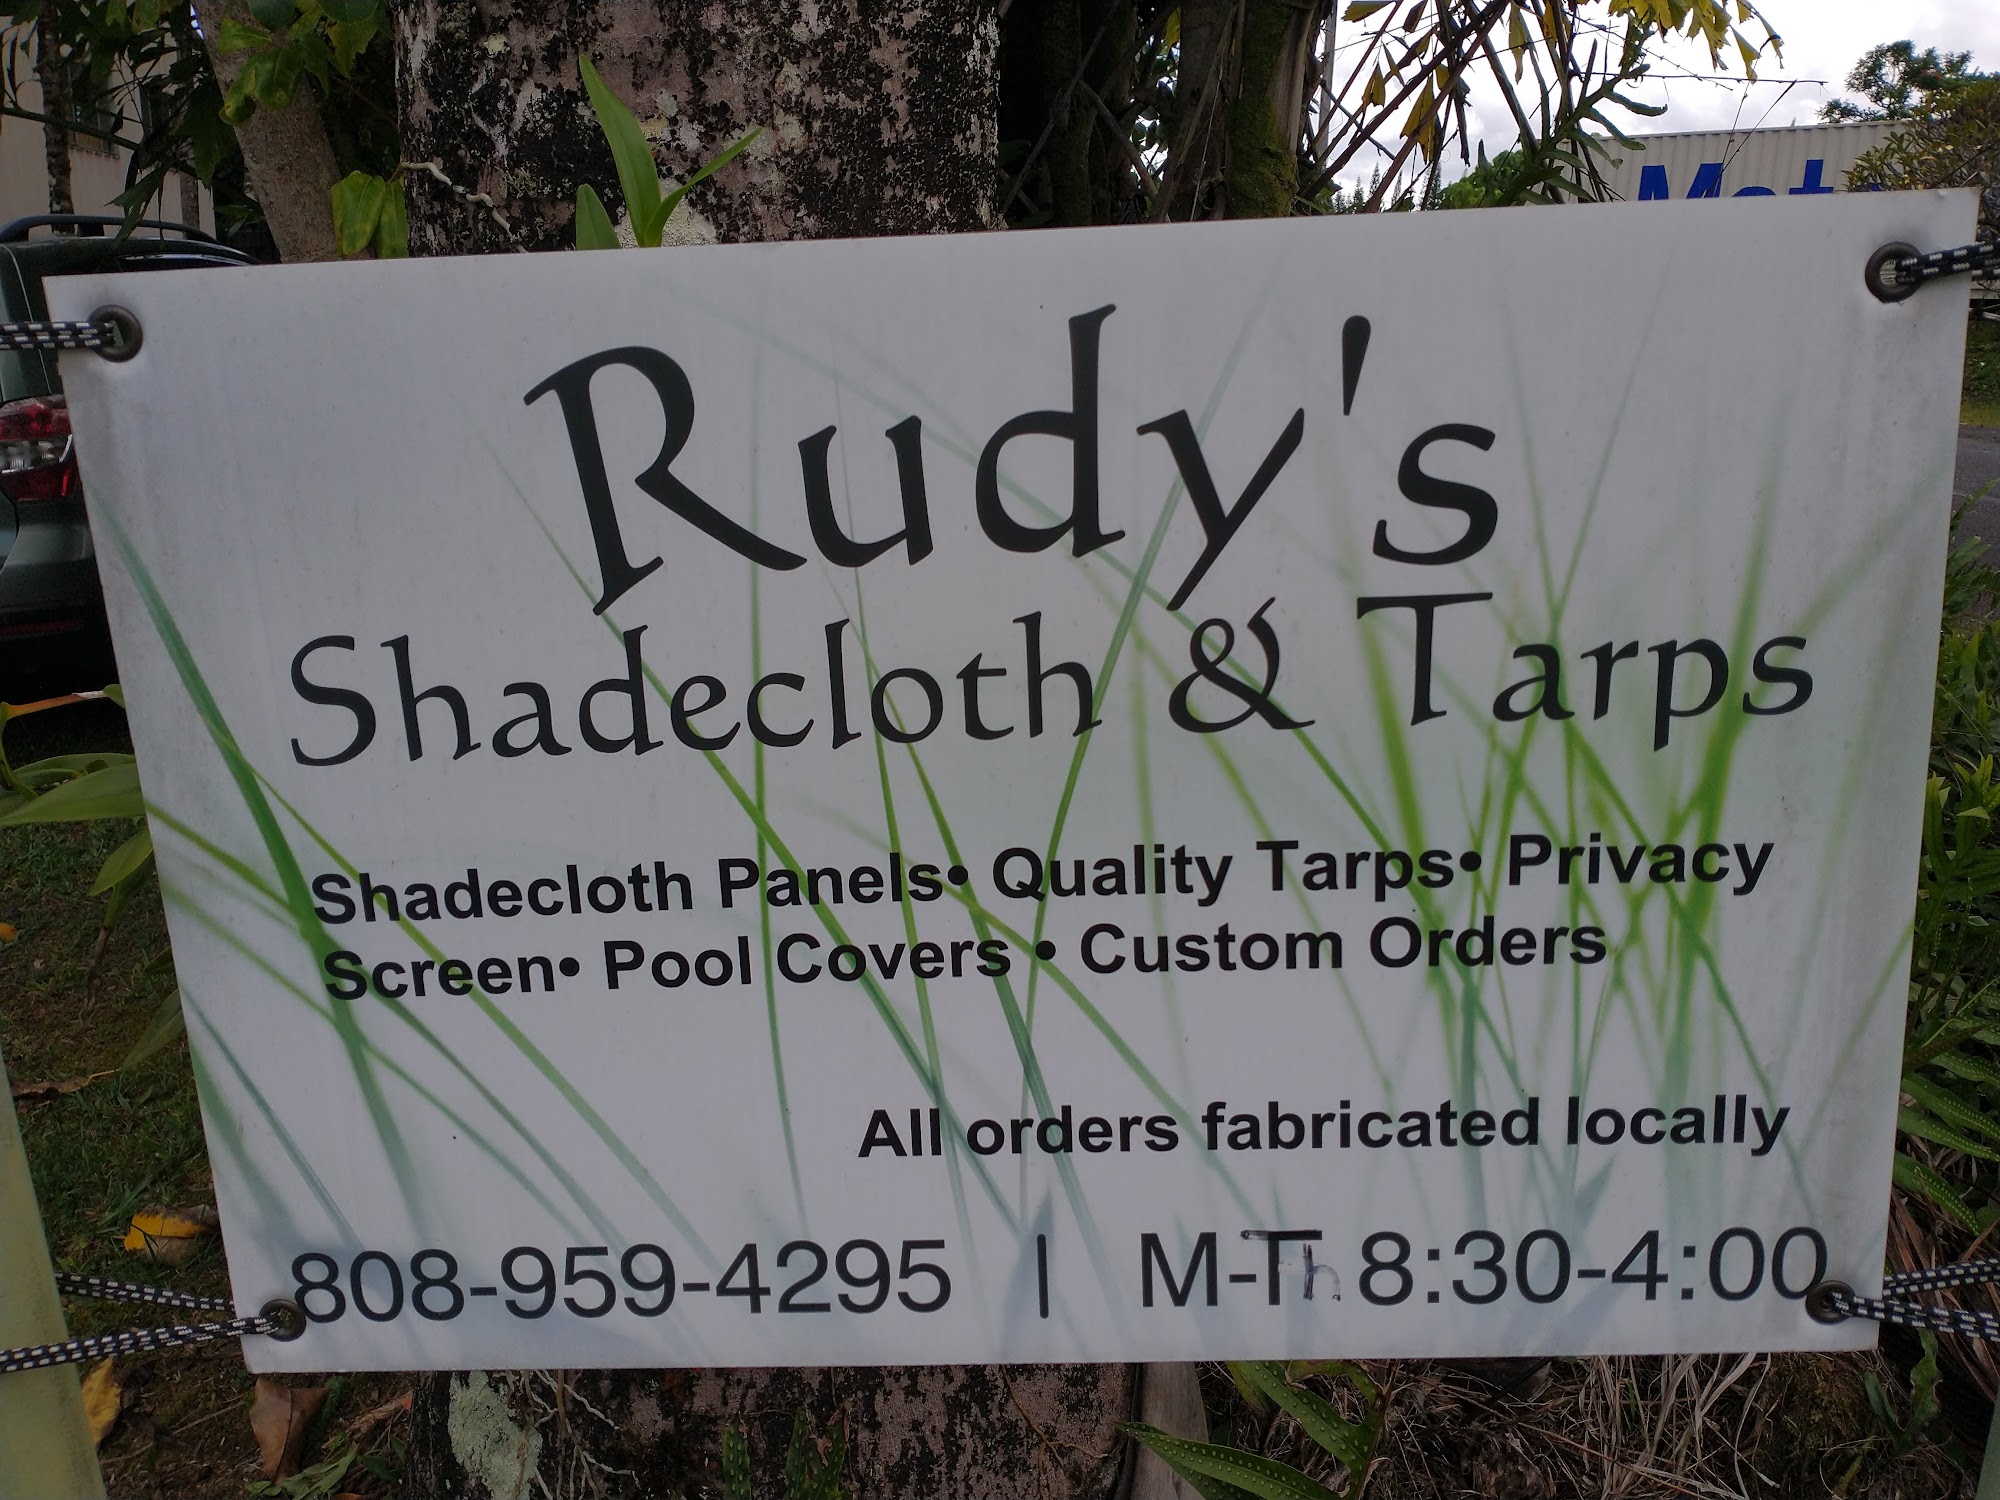 Rudy's
Shadecloth & Tarps
Shadecloth Panels• Quality Tarps• Privacy
Screen• Pool Covers • Custom Orders
All orders fabricated locally
808-959-4295 | M-Th 8:30-4:00